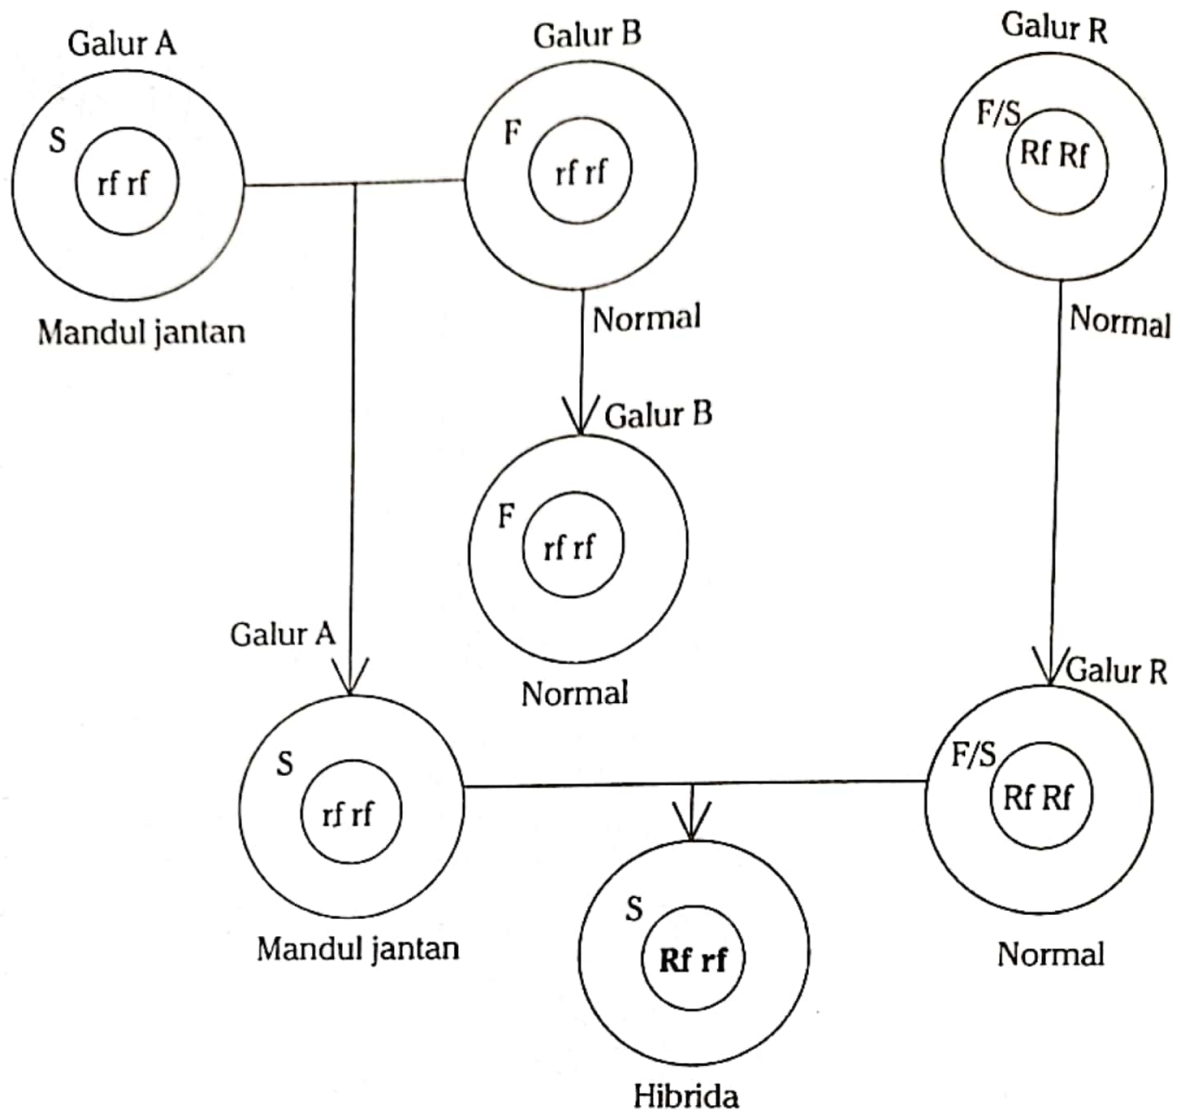 Galur A
Galur B
Galur R
S
rf rf
F
rf rf
F/S
Rf Rf
Mandul jantan
Normal
Normal
Galur B
F
rf rf
Normal
Galur A
Galur R
S
rf rf
F/S
Rf Rf
Mandul jantan
S
Rf rf
Normal
Hibrida